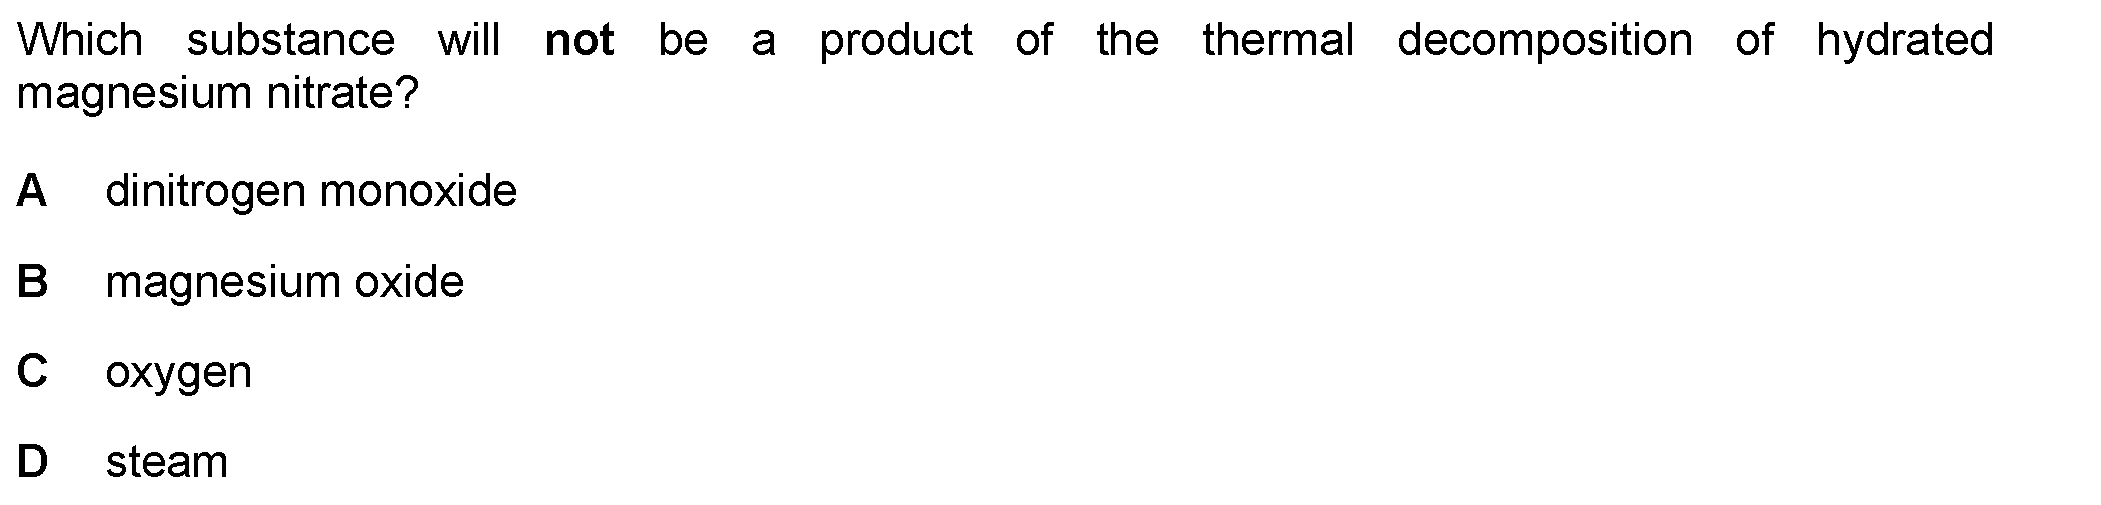 Which substance will not be a product of the thermal decomposition of hydrated
magnesium nitrate?
A dinitrogen monoxide
B magnesium oxide
C oxygen
D steam